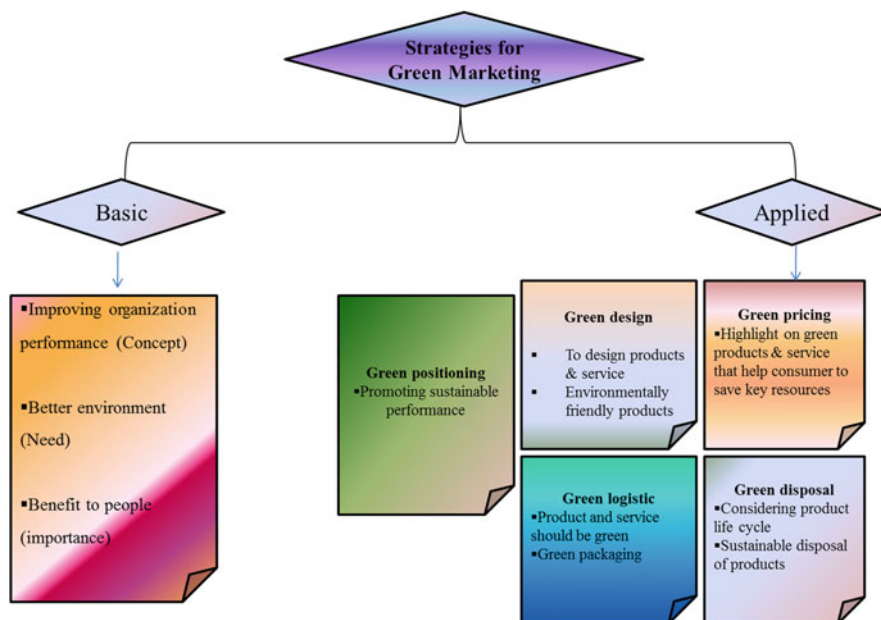 Strategies for
Green Marketing
Basic
Applied
▪Improving organization
performance (Concept)
▪Better environment
(Need)
▪Benefit to people
(importance)
Green positioning
▪Promoting sustainable
performance
Green design
▪ To design products
& service
▪ Environmentally
friendly products
Green pricing
▪Highlight on green
products & service
that help consumer to
save key resources
Green logistic
▪Product and service
should be green
▪Green packaging
Green disposal
▪Considering product
life cycle
▪Sustainable disposal
of products